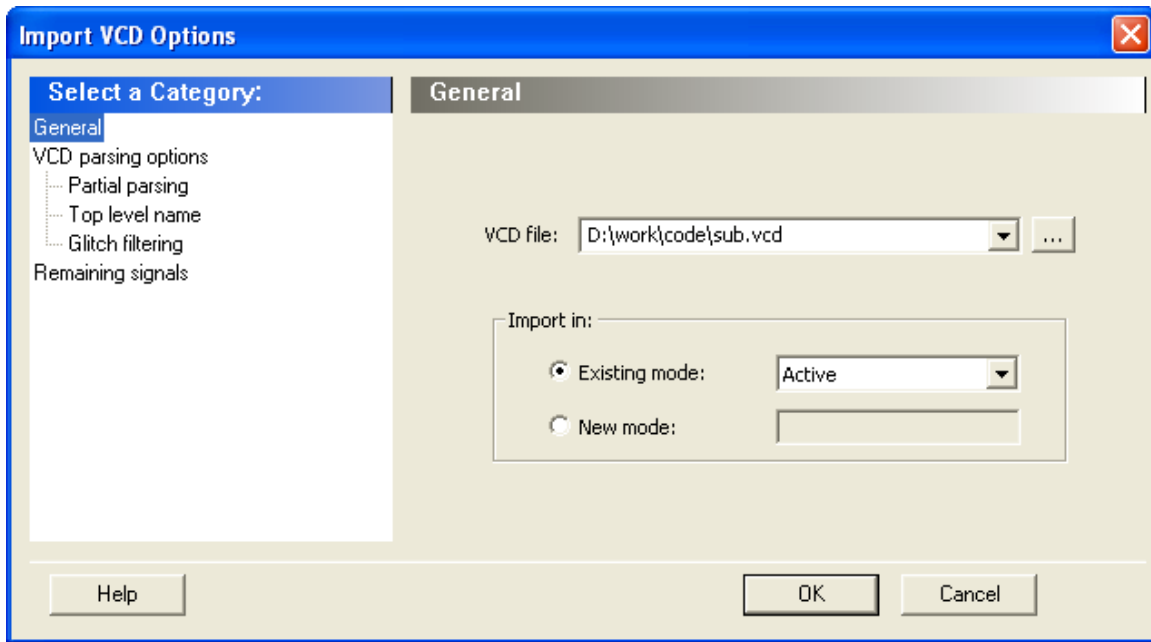 Import VCD Options
Select a Category:
General
VCD parsing options
Partial parsing
Top level name
Glitch filtering
Remaining signals
General
VCD file: D:\work\code\sub.vcd ...
Import in:
Existing mode: Active
New mode:
Help OK Cancel